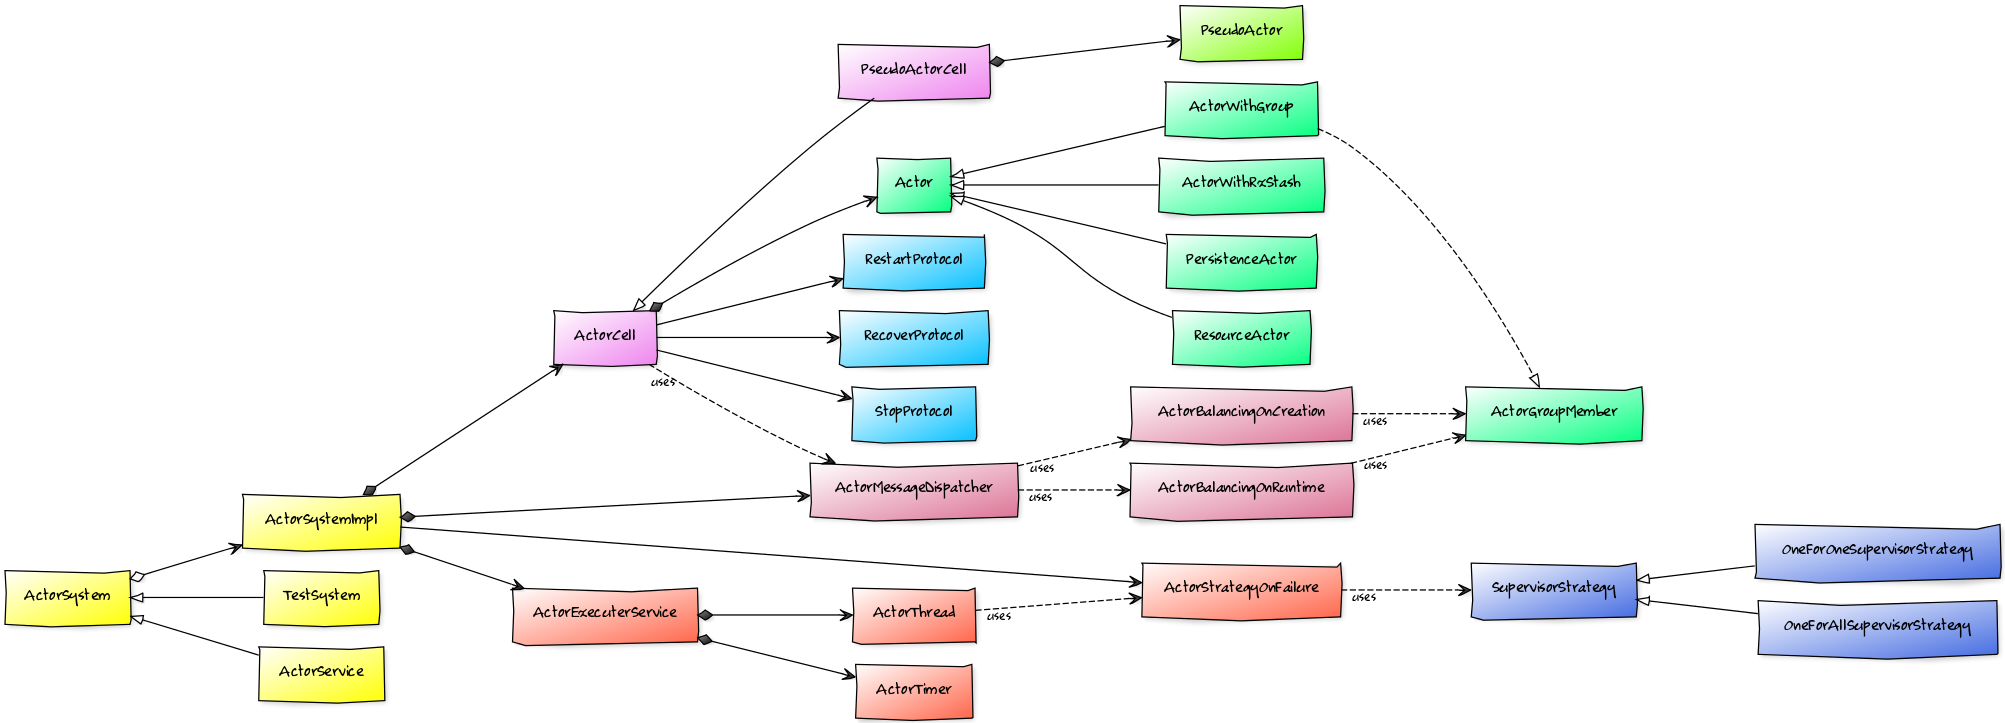 PseudoActor
PseudoActorCell
ActorWithGroup
Actor
ActorWithRxStash
RestartProtocol
PersistenceActor
ActorCell
RecoverProtocol
ResourceActor
uses
StopProtocol
ActorBalancingOnCreation
uses
ActorGroupMember
ActorMessageDispatcher
uses
uses
ActorBalancingOnRuntime
uses
ActorSystemImpl
OneForOneSupervisorStrategy
ActorSystem
TestSystem
ActorExecuterService
ActorThread
uses
ActorStrategyOnFailure
uses
SupervisorStrategy
OneForAllSupervisorStrategy
ActorService
ActorTimer